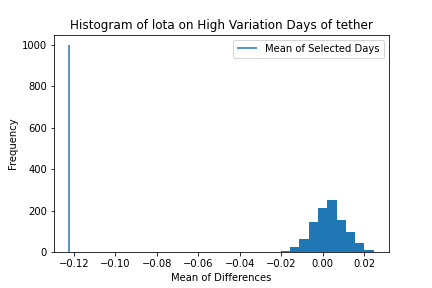 Histogram of lota on High Variation Days of tether
Mean of Selected Days
Frequency
1000
800
600
400
200
0
−0.12 −0.10 −0.08 −0.06 −0.04 −0.02 0.00 0.02
Mean of Differences